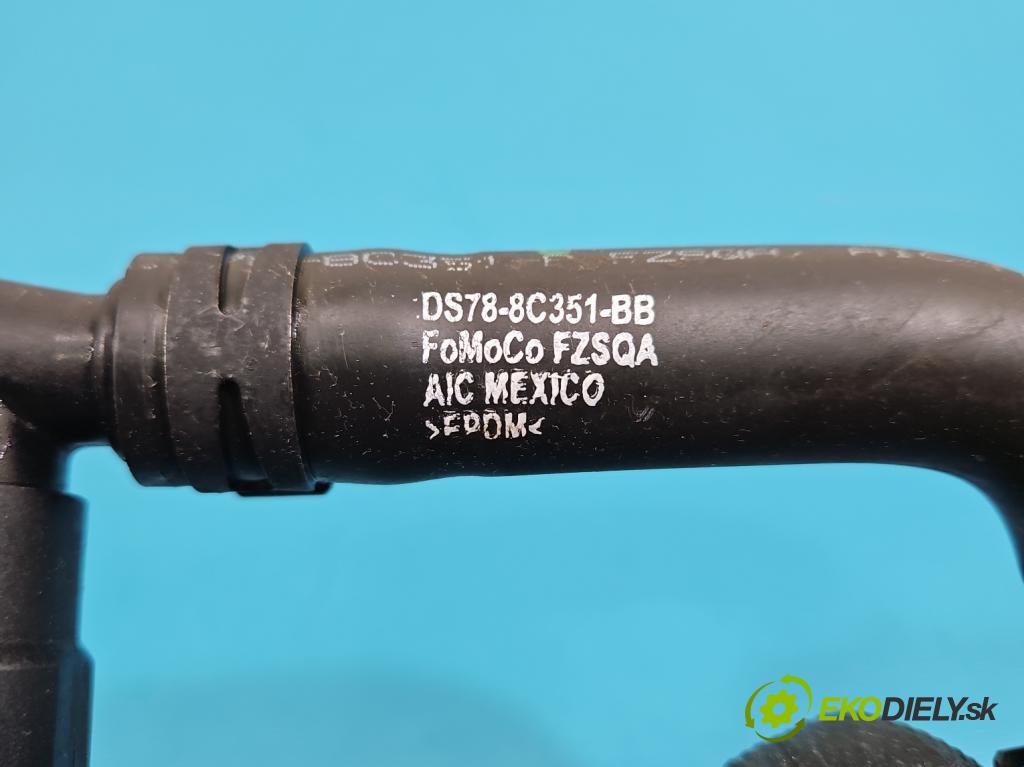 DS78-8C351-BB
FoMoCo FZSQA
AIC MEXICO
>EPDM<
EKODIELY.sk